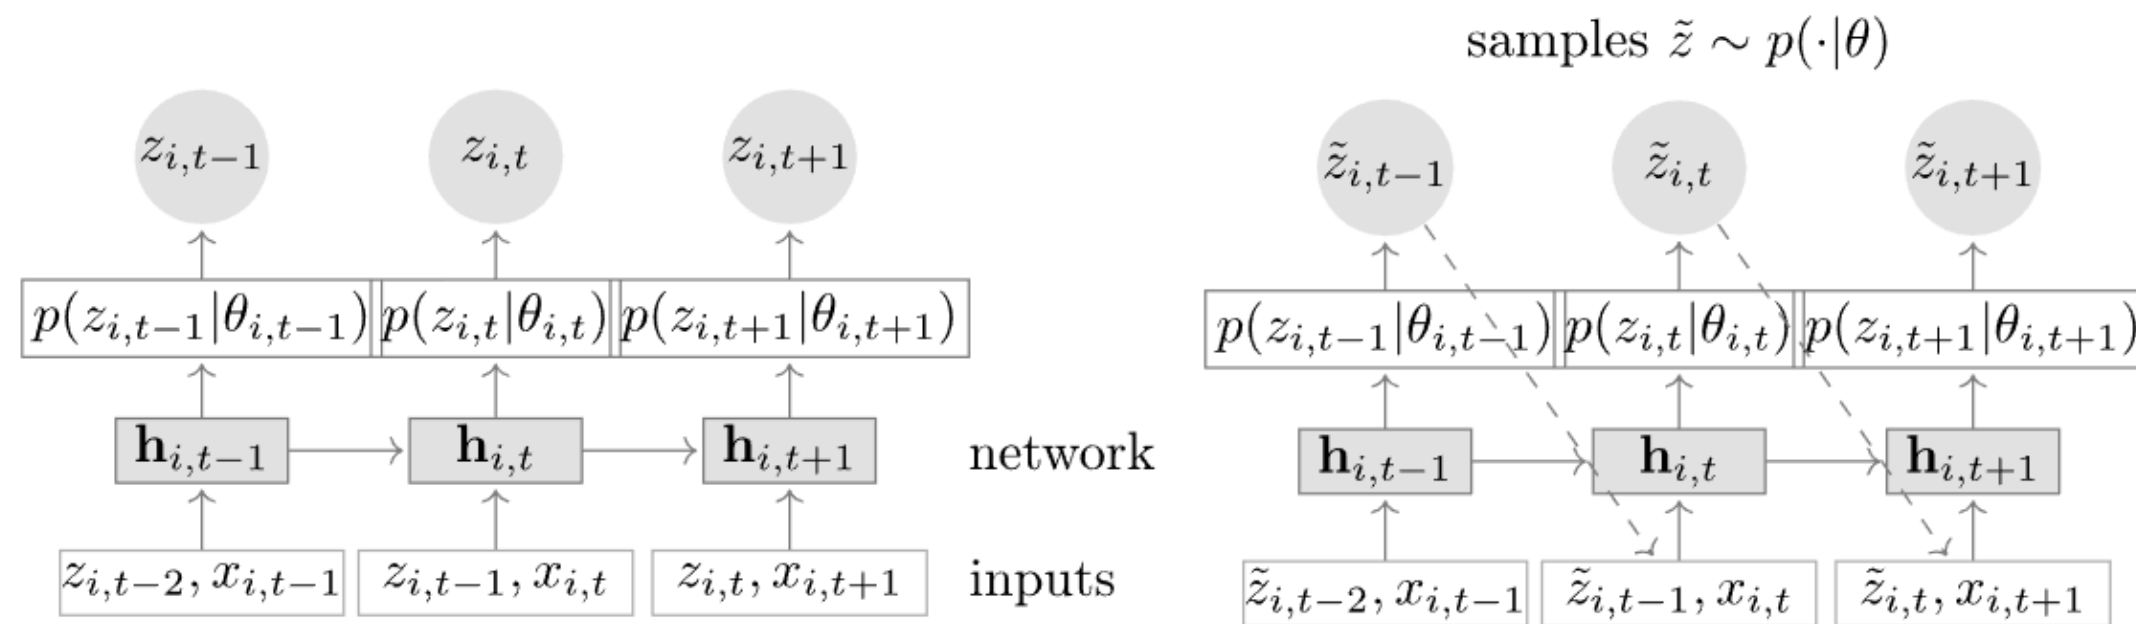 samples z̃ ∼ p(·|θ)
z_{i,t−1} z_{i,t} z_{i,t+1}
z̃_{i,t−1} z̃_{i,t} z̃_{i,t+1}
p(z_{i,t−1}|θ_{i,t−1}) p(z_{i,t}|θ_{i,t}) p(z_{i,t+1}|θ_{i,t+1})
p(z_{i,t−1}|θ_{i,t−1}) p(z_{i,t}|θ_{i,t}) p(z_{i,t+1}|θ_{i,t+1})
h_{i,t−1} h_{i,t} h_{i,t+1} network
h_{i,t−1} h_{i,t} h_{i,t+1}
z_{i,t−2}, x_{i,t−1} z_{i,t−1}, x_{i,t} z_{i,t}, x_{i,t+1} inputs
z̃_{i,t−2}, x_{i,t−1} z̃_{i,t−1}, x_{i,t} z̃_{i,t}, x_{i,t+1}